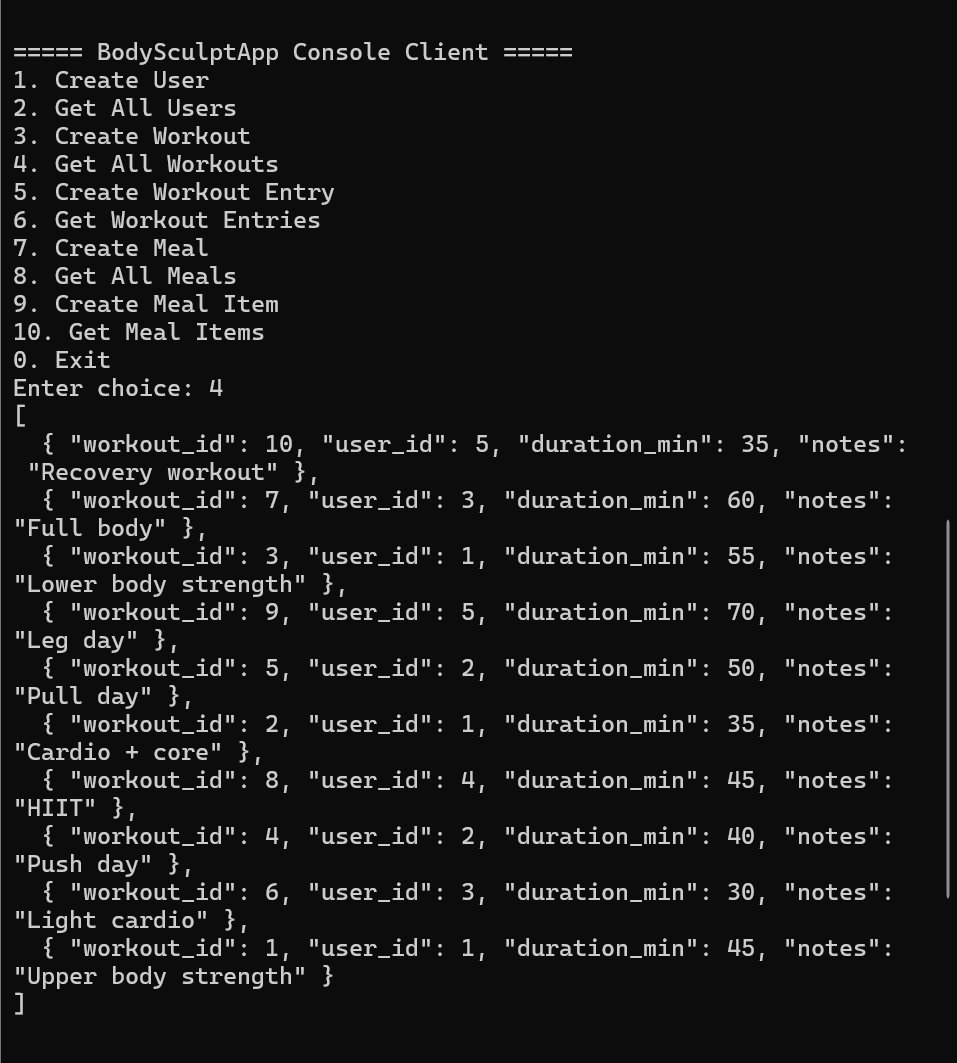 ===== BodySculptApp Console Client =====
1. Create User
2. Get All Users
3. Create Workout
4. Get All Workouts
5. Create Workout Entry
6. Get Workout Entries
7. Create Meal
8. Get All Meals
9. Create Meal Item
10. Get Meal Items
0. Exit
Enter choice: 4
[
  { "workout_id": 10, "user_id": 5, "duration_min": 35, "notes":
 "Recovery workout" },
  { "workout_id": 7, "user_id": 3, "duration_min": 60, "notes":
"Full body" },
  { "workout_id": 3, "user_id": 1, "duration_min": 55, "notes":
"Lower body strength" },
  { "workout_id": 9, "user_id": 5, "duration_min": 70, "notes":
"Leg day" },
  { "workout_id": 5, "user_id": 2, "duration_min": 50, "notes":
"Pull day" },
  { "workout_id": 2, "user_id": 1, "duration_min": 35, "notes":
"Cardio + core" },
  { "workout_id": 8, "user_id": 4, "duration_min": 45, "notes":
"HIIT" },
  { "workout_id": 4, "user_id": 2, "duration_min": 40, "notes":
"Push day" },
  { "workout_id": 6, "user_id": 3, "duration_min": 30, "notes":
"Light cardio" },
  { "workout_id": 1, "user_id": 1, "duration_min": 45, "notes":
"Upper body strength" }
]